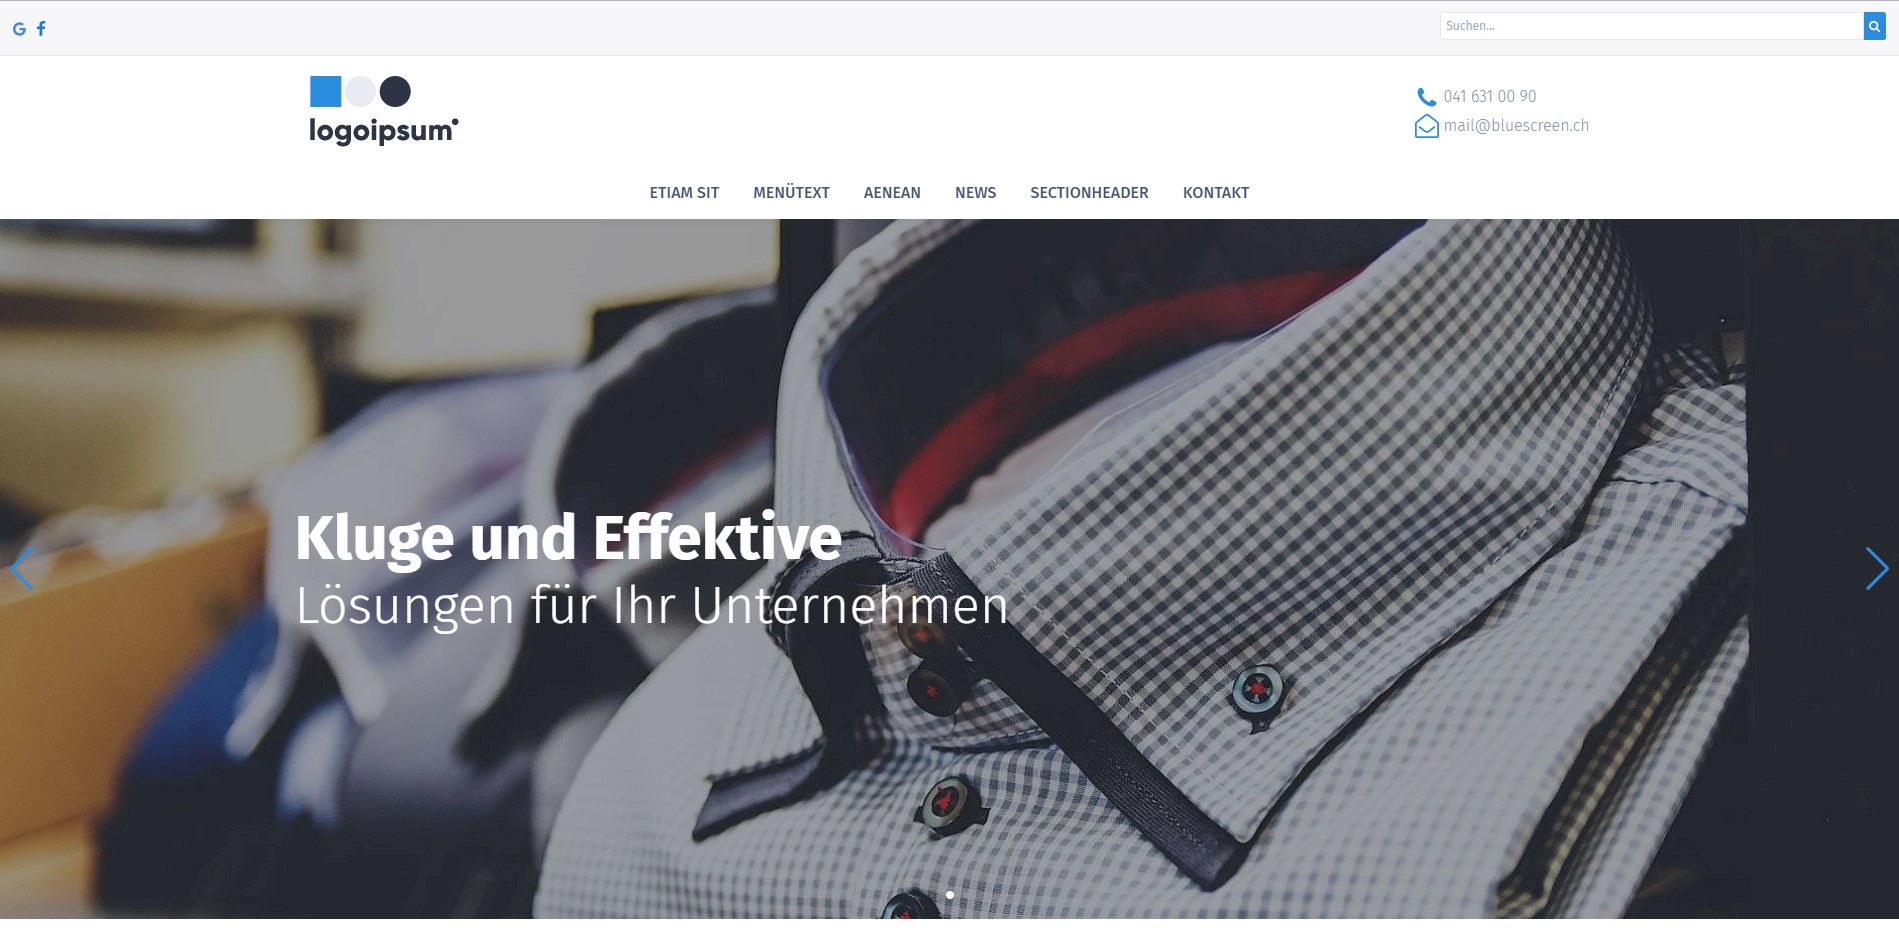 Suchen...
logoipsum
041 631 00 90
mail@bluescreen.ch
ETIAM SIT MENÜTEXT AENEAN NEWS SECTIONHEADER KONTAKT
Kluge und Effektive
Lösungen für Ihr Unternehmen